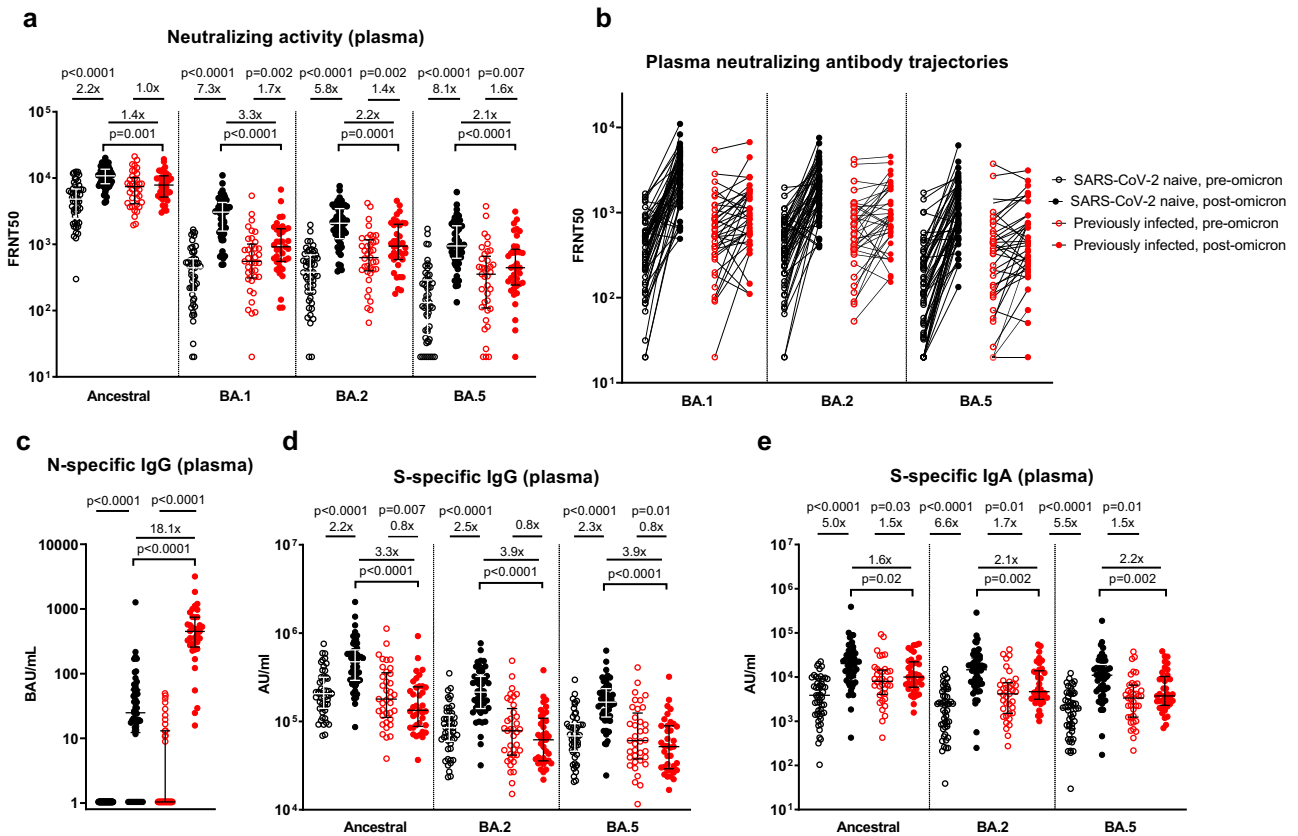 a
Neutralizing activity (plasma)
p<0.0001
2.2x
1.0x
1.4x
p=0.001
p<0.0001 p=0.002
7.3x 1.7x
3.3x
p<0.0001
p<0.0001 p=0.002
5.8x 1.4x
2.2x
p<0.0001
p<0.0001 p=0.007
8.1x 1.6x
2.1x
p<0.0001
FRNT50
10^5
10^4
10^3
10^2
10^1
Ancestral BA.1 BA.2 BA.5
b
Plasma neutralizing antibody trajectories
FRNT50
10^4
10^3
10^2
10^1
BA.1 BA.2 BA.5
SARS-CoV-2 naive, pre-omicron
SARS-CoV-2 naive, post-omicron
Previously infected, pre-omicron
Previously infected, post-omicron
c
N-specific IgG (plasma)
p<0.0001 p<0.0001
18.1x
p<0.0001
BAU/mL
10000
1000
100
10
1
d
S-specific IgG (plasma)
p<0.0001 p=0.007
2.2x 0.8x
3.3x
p<0.0001
p<0.0001
2.5x 0.8x
3.9x
p<0.0001
p<0.0001 p=0.01
2.3x 0.8x
3.9x
p<0.0001
AU/ml
10^7
10^6
10^5
10^4
Ancestral BA.2 BA.5
e
S-specific IgA (plasma)
p<0.0001 p=0.03
5.0x 1.5x
1.6x
p=0.02
p<0.0001 p=0.01
6.6x 1.7x
2.1x
p=0.002
p<0.0001 p=0.01
5.5x 1.5x
2.2x
p=0.002
AU/ml
10^7
10^6
10^5
10^4
10^3
10^2
10^1
Ancestral BA.2 BA.5